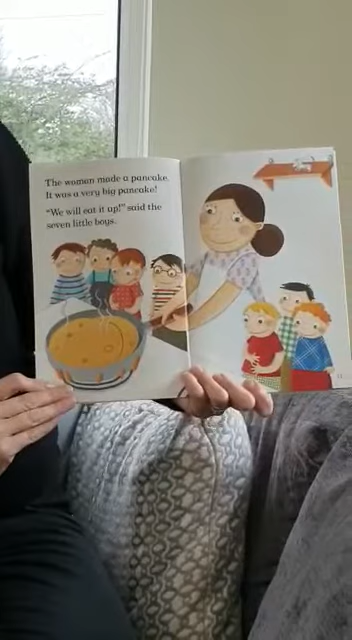 The woman made a pancake.
It was a very big pancake!
"We will eat it up!" said the
seven little boys.